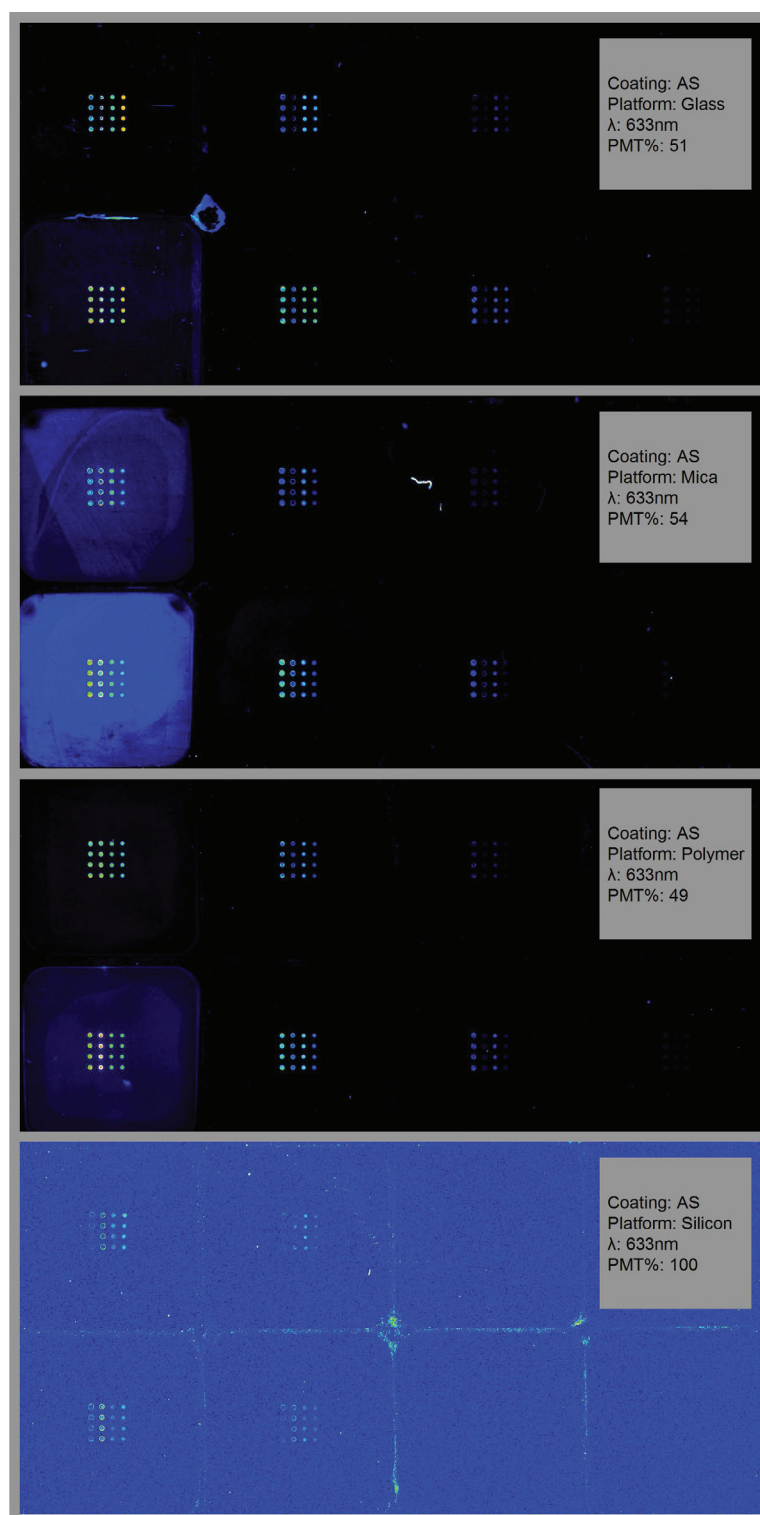 Coating: AS
Platform: Glass
λ: 633nm
PMT%: 51
Coating: AS
Platform: Mica
λ: 633nm
PMT%: 54
Coating: AS
Platform: Polymer
λ: 633nm
PMT%: 49
Coating: AS
Platform: Silicon
λ: 633nm
PMT%: 100